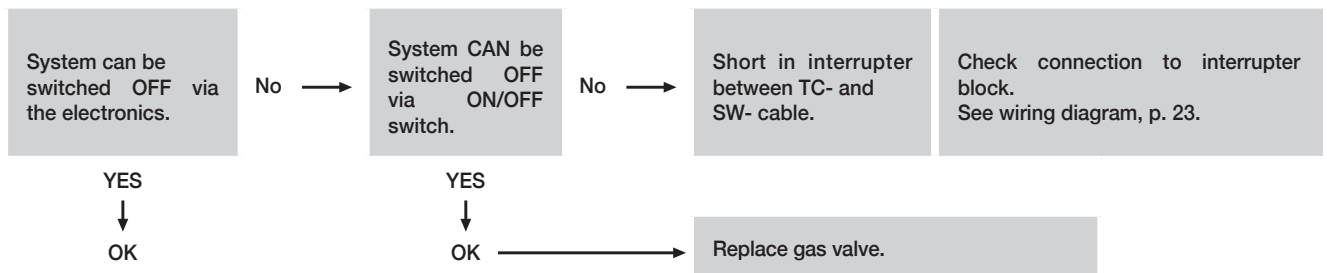 System can be
switched OFF via
the electronics.
No
System CAN be
switched OFF
via ON/OFF
switch.
No
Short in interrupter
between TC- and
SW- cable.
Check connection to interrupter
block.
See wiring diagram, p. 23.
YES
OK
YES
OK
Replace gas valve.